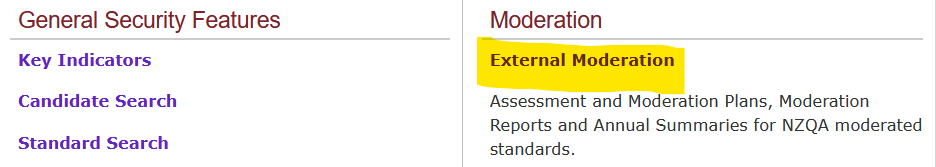 General Security Features
Key Indicators
Candidate Search
Standard Search
Moderation
External Moderation
Assessment and Moderation Plans, Moderation
Reports and Annual Summaries for NZQA moderated
standards.